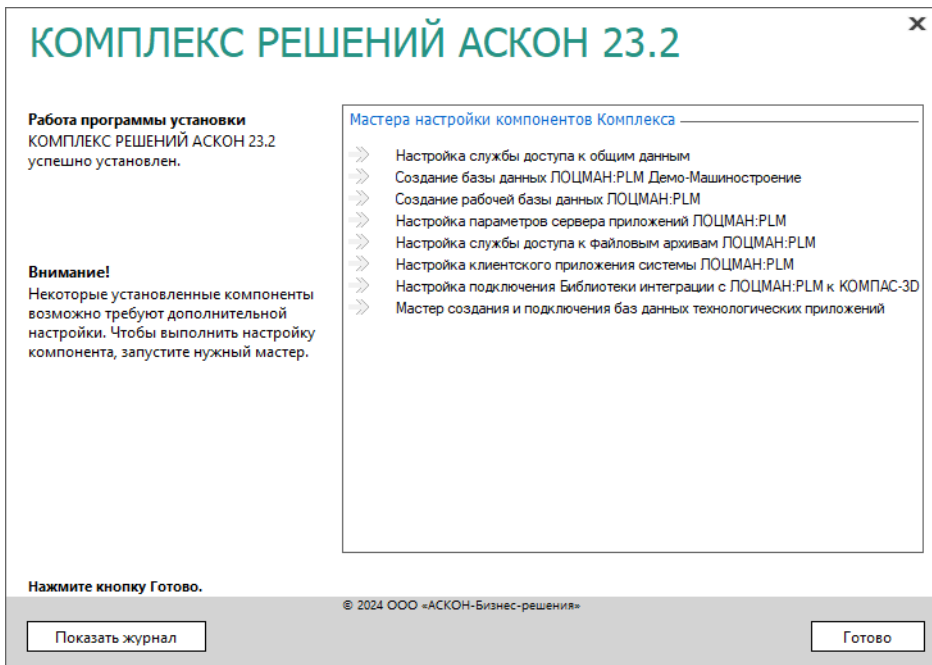 КОМПЛЕКС РЕШЕНИЙ АСКОН 23.2
Работа программы установки
КОМПЛЕКС РЕШЕНИЙ АСКОН 23.2
успешно установлен.
Внимание!
Некоторые установленные компоненты
возможно требуют дополнительной
настройки. Чтобы выполнить настройку
компонента, запустите нужный мастер.
Мастера настройки компонентов Комплекса
Настройка службы доступа к общим данным
Создание базы данных ЛОЦМАН:PLM Демо-Машиностроение
Создание рабочей базы данных ЛОЦМАН:PLM
Настройка параметров сервера приложений ЛОЦМАН:PLM
Настройка службы доступа к файловым архивам ЛОЦМАН:PLM
Настройка клиентского приложения системы ЛОЦМАН:PLM
Настройка подключения Библиотеки интеграции с ЛОЦМАН:PLM к КОМПАС-3D
Мастер создания и подключения баз данных технологических приложений
Нажмите кнопку Готово.
© 2024 ООО «АСКОН-Бизнес-решения»
Показать журнал
Готово